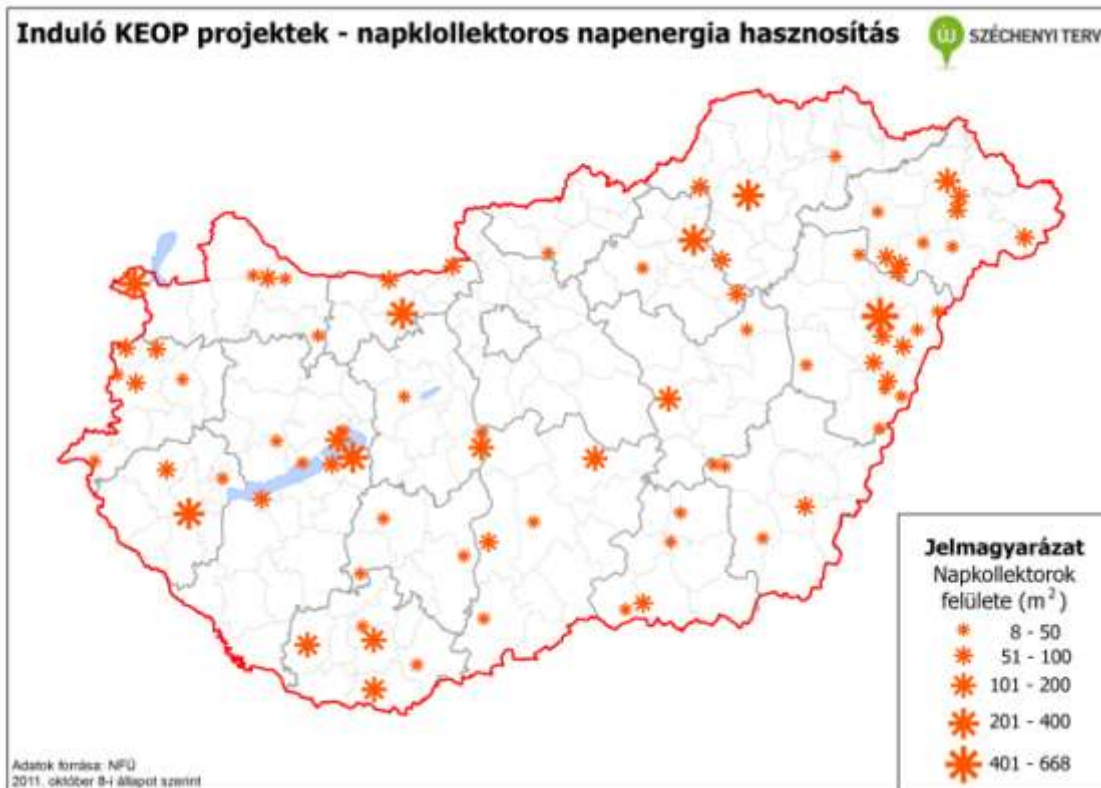 Induló KEOP projektek - napklollektoros napenergia hasznosítás
új SZÉCHENYI TERV
Jelmagyarázat
Napkollektorok
felülete (m²)
8 - 50
51 - 100
101 - 200
201 - 400
401 - 668
Adatok forrása: NFÜ
2011. október 8-i állapot szerint